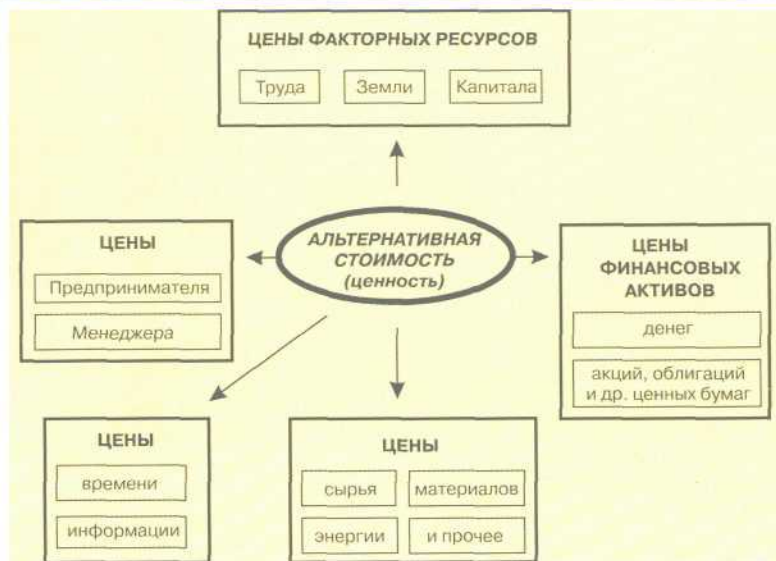 ЦЕНЫ ФАКТОРНЫХ РЕСУРСОВ
Труда
Земли
Капитала
АЛЬТЕРНАТИВНАЯ
СТОИМОСТЬ
(ценность)
ЦЕНЫ
Предпринимателя
Менеджера
ЦЕНЫ
ФИНАНСОВЫХ
АКТИВОВ
денег
акций, облигаций
и др. ценных бумаг
ЦЕНЫ
времени
информации
ЦЕНЫ
сырья
материалов
энергии
и прочее